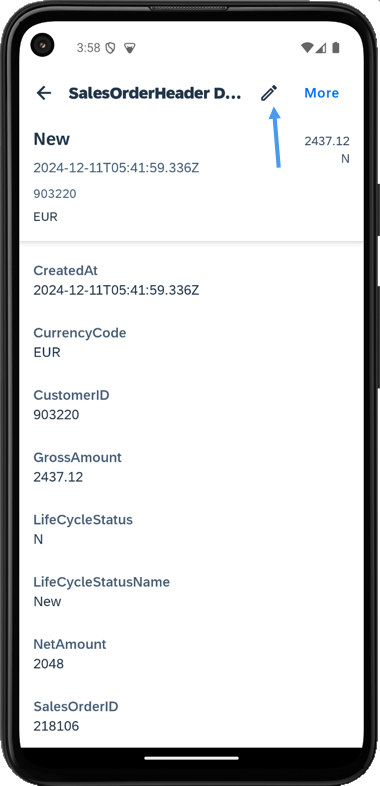 3:58
SalesOrderHeader D... More
New 2437.12
2024-12-11T05:41:59.336Z N
903220
EUR
CreatedAt
2024-12-11T05:41:59.336Z
CurrencyCode
EUR
CustomerID
903220
GrossAmount
2437.12
LifeCycleStatus
N
LifeCycleStatusName
New
NetAmount
2048
SalesOrderID
218106